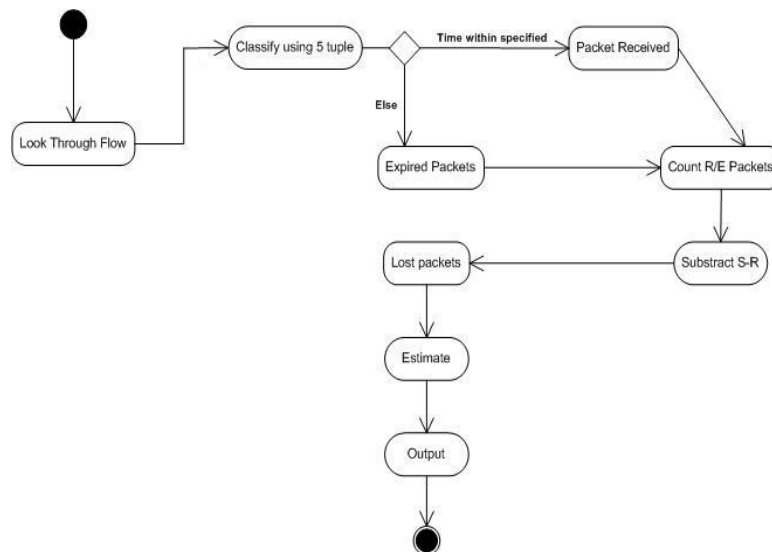 Classify using 5 tuple
Time within specified
Packet Received
Else
Look Through Flow
Expired Packets
Count R/E Packets
Lost packets
Substract S-R
Estimate
Output